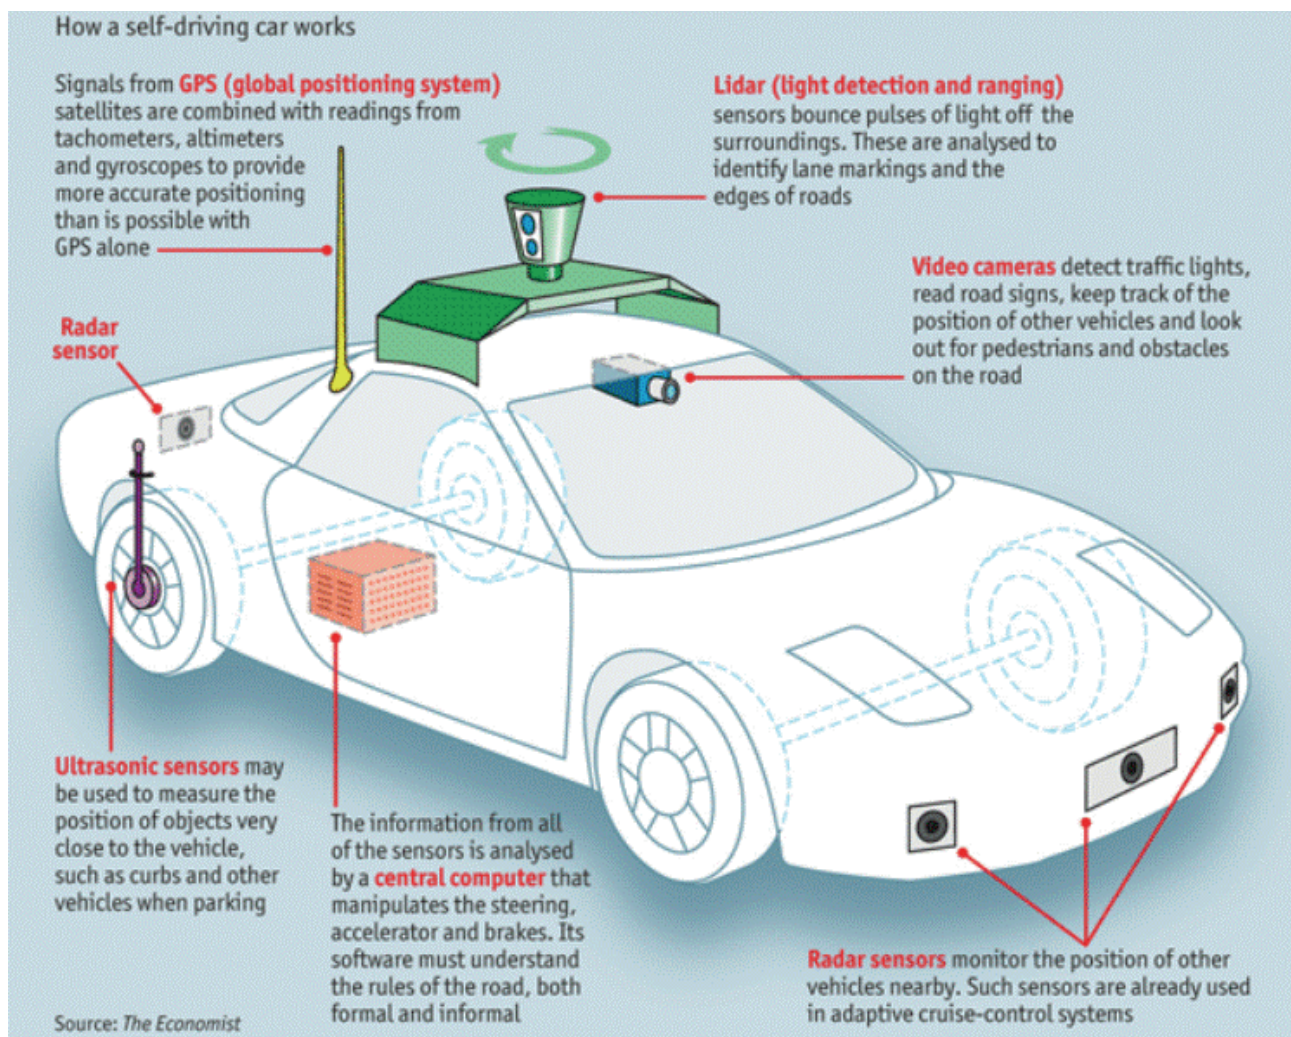 How a self-driving car works
Signals from GPS (global positioning system)
satellites are combined with readings from
tachometers, altimeters
and gyroscopes to provide
more accurate positioning
than is possible with
GPS alone
Lidar (light detection and ranging)
sensors bounce pulses of light off the
surroundings. These are analysed to
identify lane markings and the
edges of roads
Video cameras detect traffic lights,
read road signs, keep track of the
position of other vehicles and look
out for pedestrians and obstacles
on the road
Radar
sensor
Ultrasonic sensors may
be used to measure the
position of objects very
close to the vehicle,
such as curbs and other
vehicles when parking
The information from all
of the sensors is analysed
by a central computer that
manipulates the steering,
accelerator and brakes. Its
software must understand
the rules of the road, both
formal and informal
Radar sensors monitor the position of other
vehicles nearby. Such sensors are already used
in adaptive cruise-control systems
Source: The Economist